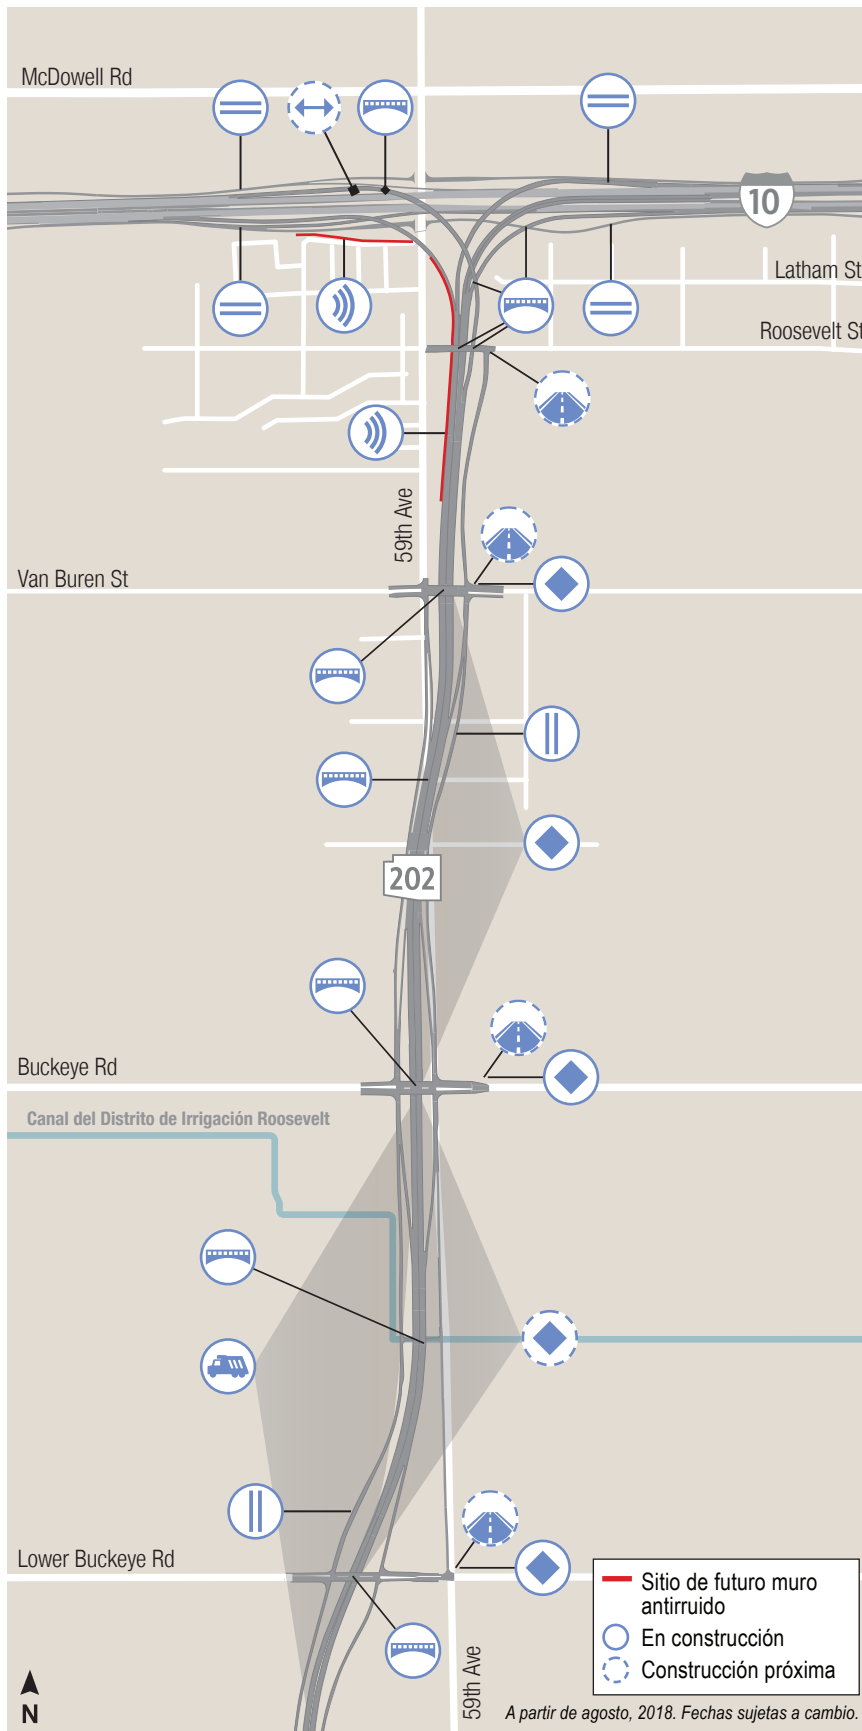 McDowell Rd
10
Latham St
Roosevelt St
59th Ave
Van Buren St
202
Buckeye Rd
Canal del Distrito de Irrigación Roosevelt
Lower Buckeye Rd
59th Ave
Sitio de futuro muro
antirruido
En construcción
Construcción próxima
N
A partir de agosto, 2018. Fechas sujetas a cambio.